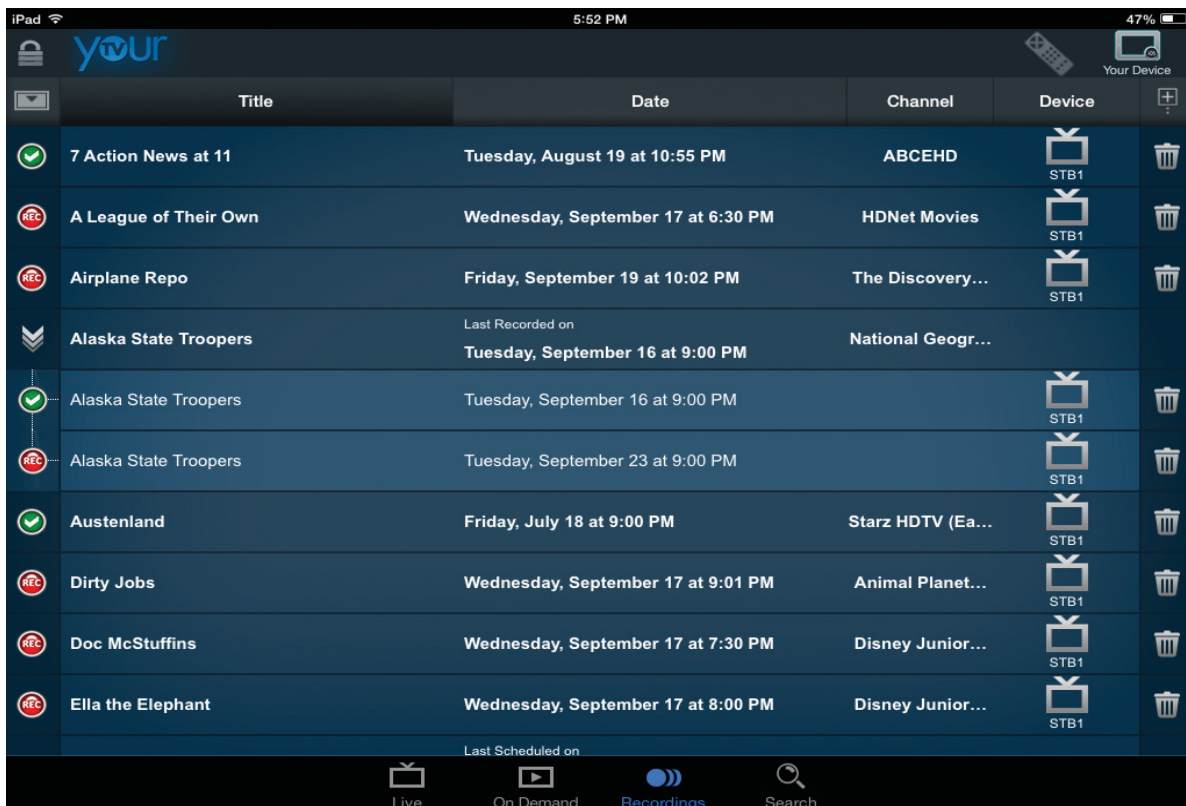 iPad 5:52 PM 47%
your TV
Your Device
Title Date Channel Device
7 Action News at 11 Tuesday, August 19 at 10:55 PM ABCEHD STB1
REC A League of Their Own Wednesday, September 17 at 6:30 PM HDNet Movies STB1
REC Airplane Repo Friday, September 19 at 10:02 PM The Discovery... STB1
Last Recorded on
Alaska State Troopers Tuesday, September 16 at 9:00 PM National Geogr...
Alaska State Troopers Tuesday, September 16 at 9:00 PM STB1
REC Alaska State Troopers Tuesday, September 23 at 9:00 PM STB1
Austenland Friday, July 18 at 9:00 PM Starz HDTV (Ea... STB1
REC Dirty Jobs Wednesday, September 17 at 9:01 PM Animal Planet... STB1
REC Doc McStuffins Wednesday, September 17 at 7:30 PM Disney Junior... STB1
REC Ella the Elephant Wednesday, September 17 at 8:00 PM Disney Junior... STB1
Last Scheduled on
Live On Demand Recordings Search